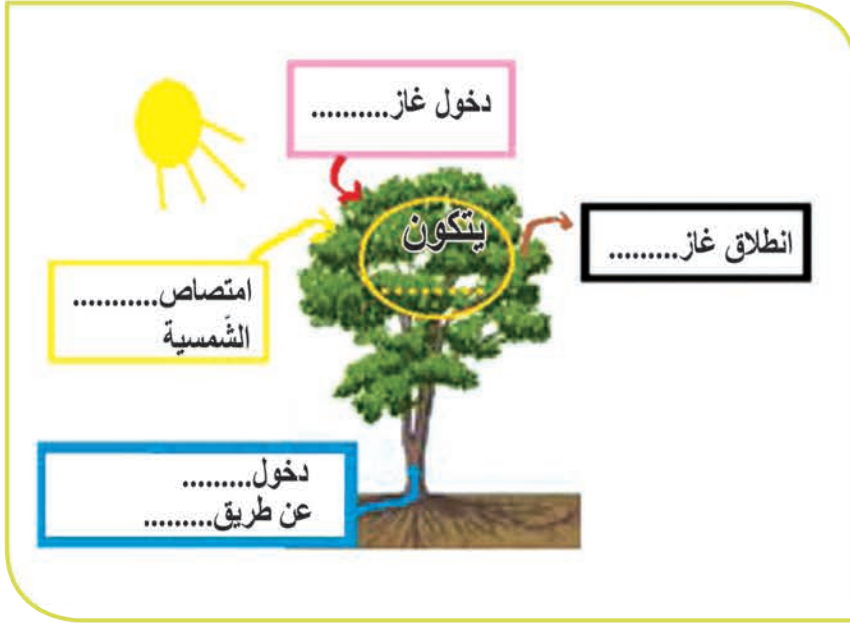 دخول غاز..........
يتكون
..........
انطلاق غاز.........
امتصاص...........
الشّمسية
دخول.........
عن طريق.........